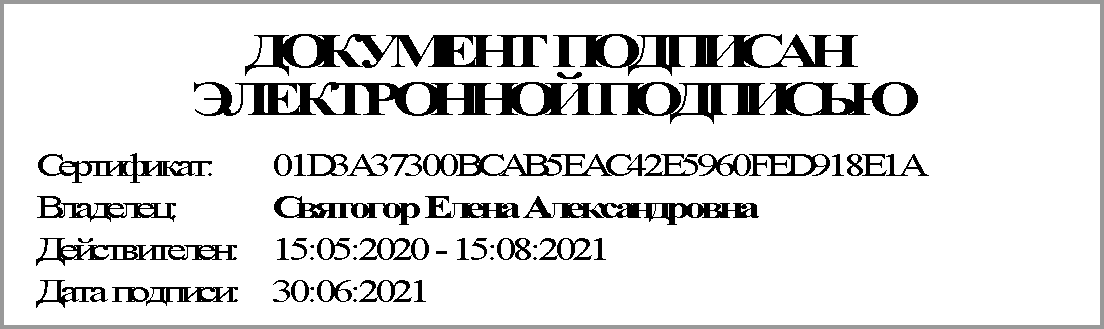 ДОКУМЕНТ ПОДПИСАН
ЭЛЕКТРОННОЙ ПОДПИСЬЮ
Сертификат: 01D3A37300BCAB5EAC42E5960FED918E1A
Владелец: Святогор Елена Александровна
Действителен: 15:05:2020 - 15:08:2021
Дата подписи: 30:06:2021